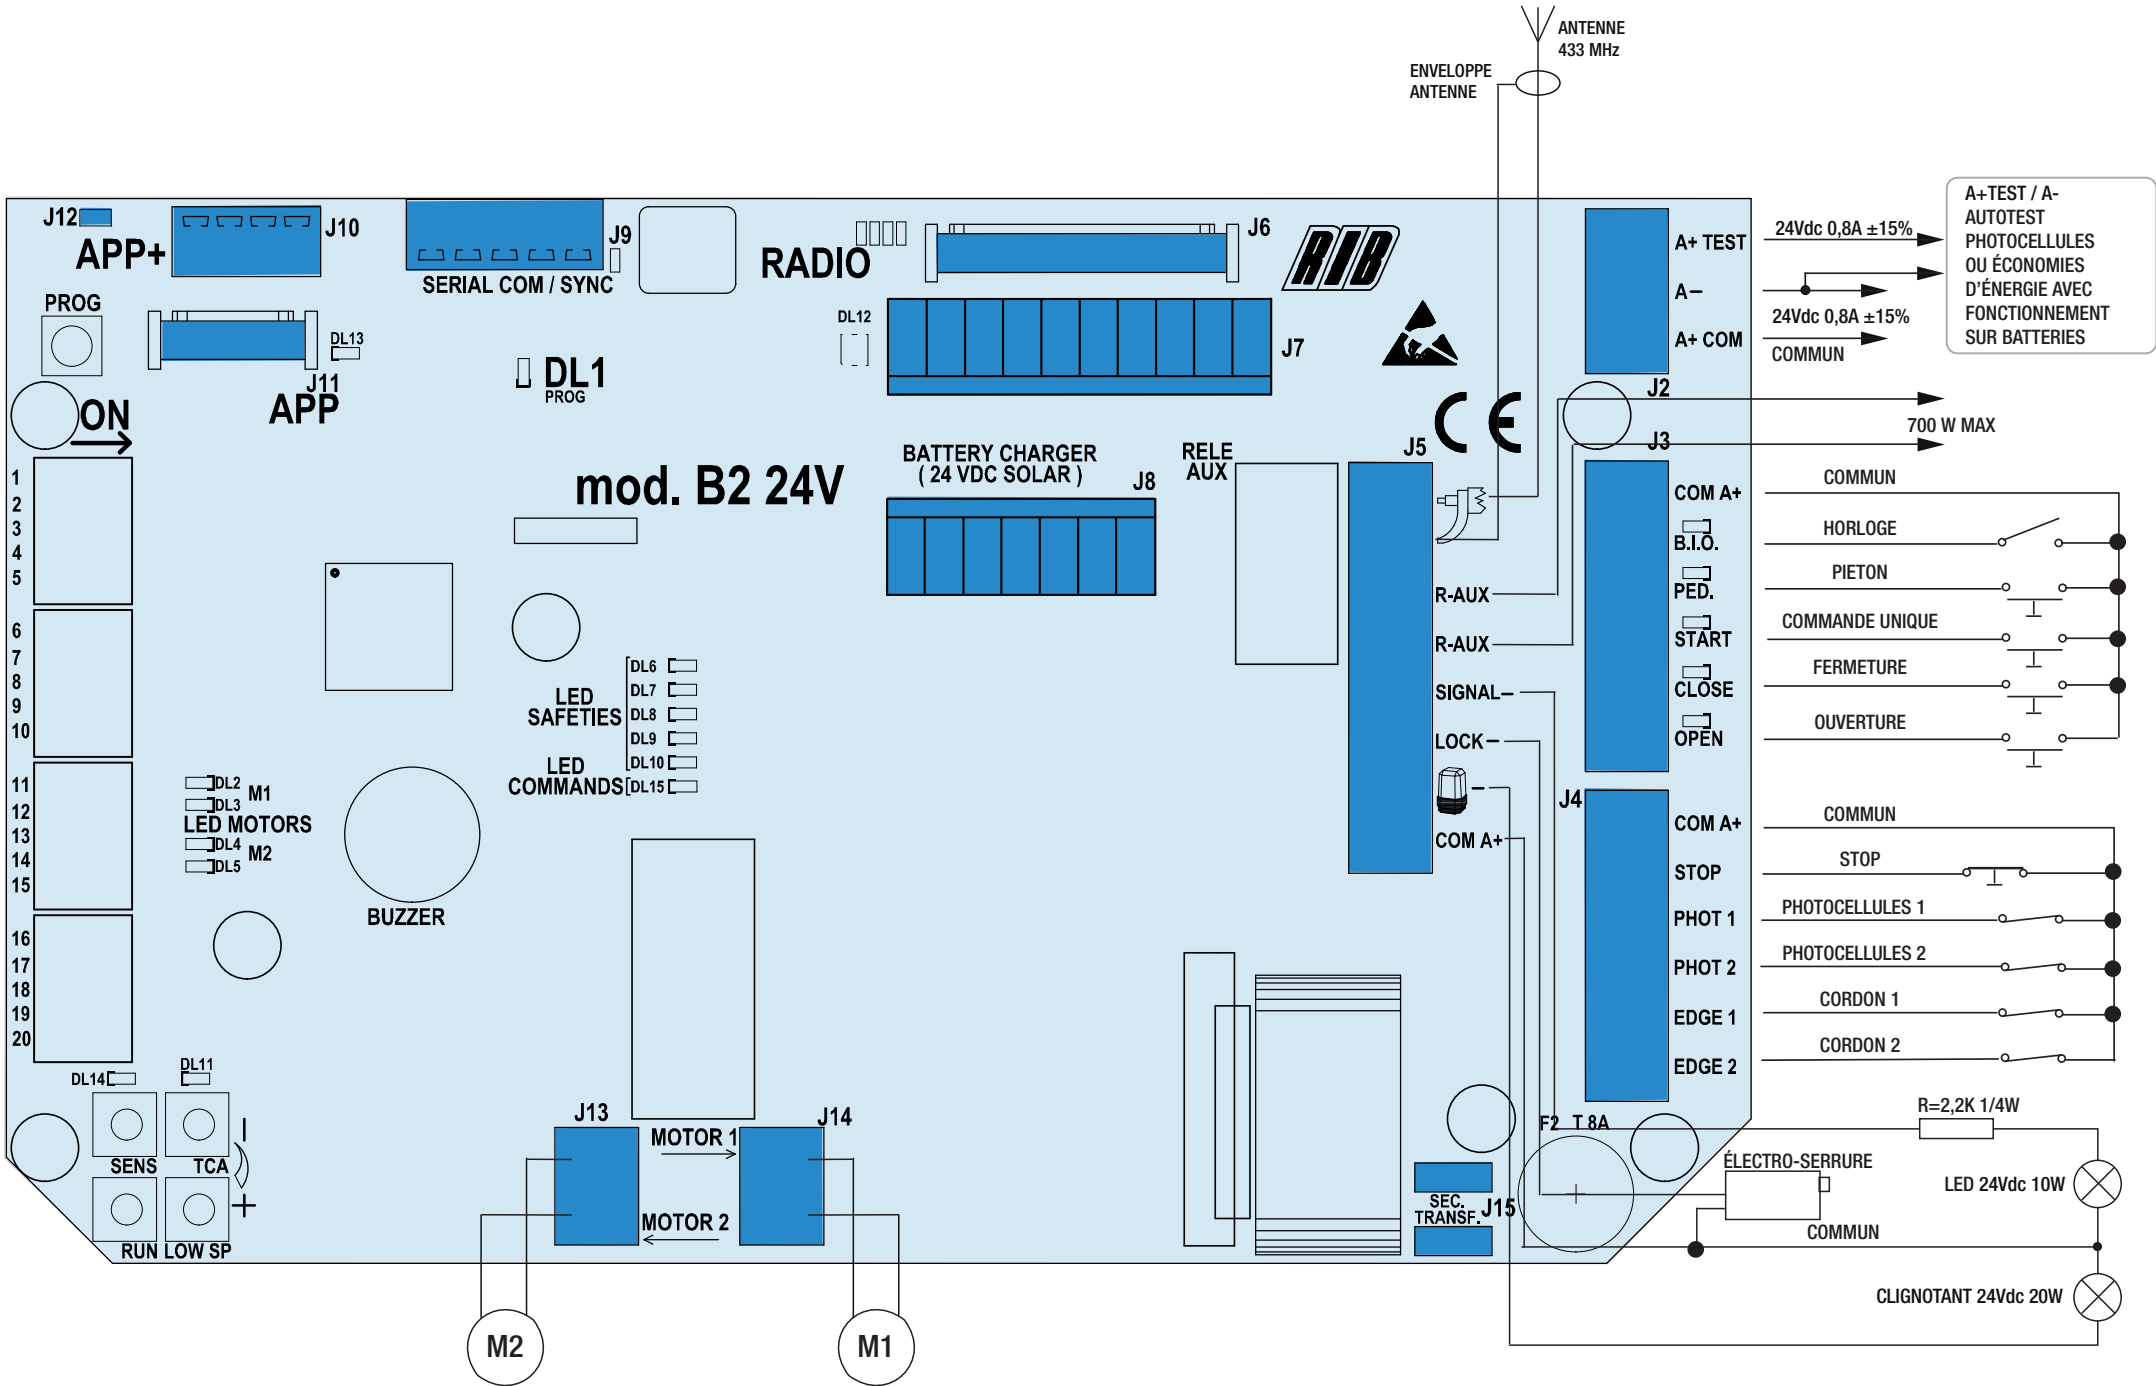 ANTENNE
433 MHz
ENVELOPPE
ANTENNE
J12
APP+
J10
J9
SERIAL COM / SYNC
RADIO
J6
RIB
A+ TEST
A−
A+ COM
J2
24Vdc 0,8A ±15%
24Vdc 0,8A ±15%
COMMUN
A+TEST / A-
AUTOTEST
PHOTOCELLULES
OU ÉCONOMIES
D'ÉNERGIE AVEC
FONCTIONNEMENT
SUR BATTERIES
PROG
DL13
J11
APP
DL1
PROG
DL12
J7
CE
ON
700 W MAX
mod. B2 24V
BATTERY CHARGER
( 24 VDC SOLAR )
J8
RELE
AUX
J5
R-AUX
R-AUX
SIGNAL−
LOCK−
−
COM A+
J3
COM A+
B.I.O.
PED.
START
CLOSE
OPEN
COMMUN
HORLOGE
PIETON
COMMANDE UNIQUE
FERMETURE
OUVERTURE
J4
COM A+
STOP
PHOT 1
PHOT 2
EDGE 1
EDGE 2
COMMUN
STOP
PHOTOCELLULES 1
PHOTOCELLULES 2
CORDON 1
CORDON 2
1
2
3
4
5
6
7
8
9
10
11
12
13
14
15
16
17
18
19
20
LED
SAFETIES
DL6
DL7
DL8
DL9
DL10
LED
COMMANDS
DL15
DL2
M1
DL3
LED MOTORS
DL4
M2
DL5
BUZZER
DL14
DL11
SENS
TCA
−
+
RUN
LOW SP
J13
MOTOR 1
J14
MOTOR 2
M2
M1
F2 T 8A
SEC.
TRANSF.
J15
R=2,2K 1/4W
ÉLECTRO-SERRURE
LED 24Vdc 10W
COMMUN
CLIGNOTANT 24Vdc 20W